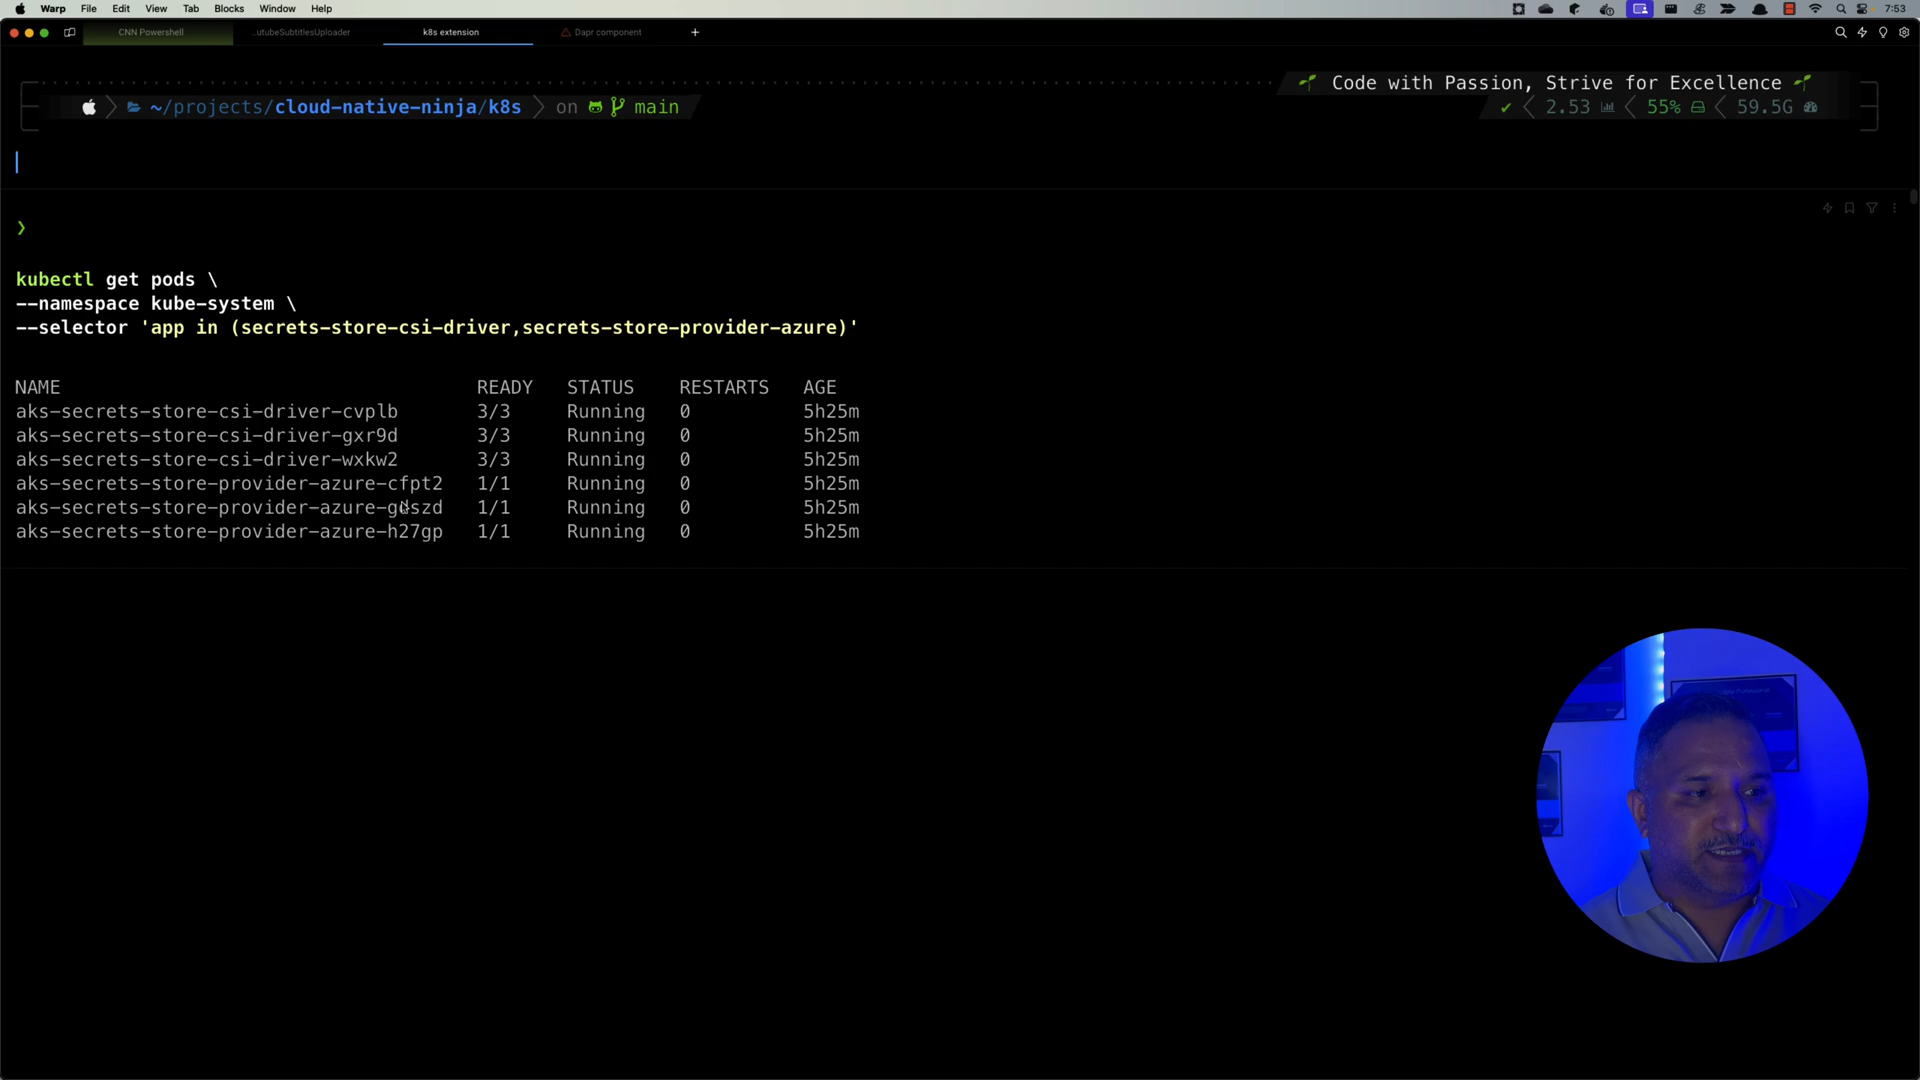 Warp File Edit View Tab Blocks Window Help
7:53
CNN Powershell
..utubeSubtitlesUploader
k8s extension
Dapr component
+
Code with Passion, Strive for Excellence
~/projects/cloud-native-ninja/k8s on main
✔ 2.53 55% 59.5G
❯
kubectl get pods \
--namespace kube-system \
--selector 'app in (secrets-store-csi-driver,secrets-store-provider-azure)'
NAME READY STATUS RESTARTS AGE
aks-secrets-store-csi-driver-cvplb 3/3 Running 0 5h25m
aks-secrets-store-csi-driver-gxr9d 3/3 Running 0 5h25m
aks-secrets-store-csi-driver-wxkw2 3/3 Running 0 5h25m
aks-secrets-store-provider-azure-cfpt2 1/1 Running 0 5h25m
aks-secrets-store-provider-azure-gdszd 1/1 Running 0 5h25m
aks-secrets-store-provider-azure-h27gp 1/1 Running 0 5h25m